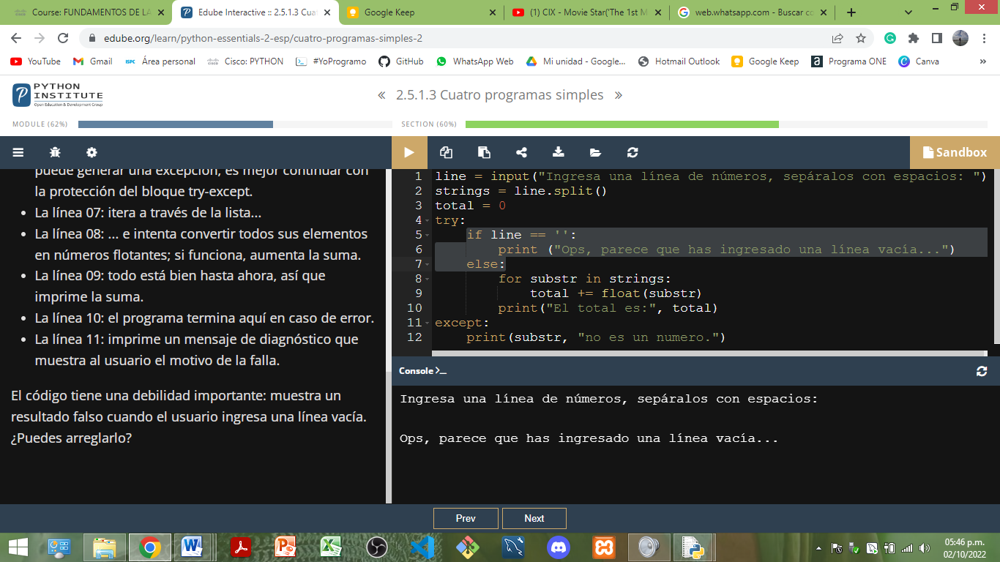 Course: FUNDAMENTOS DE LA
Edube Interactive :: 2.5.1.3 Cua
Google Keep
(1) CIX - Movie Star('The 1st M
web.whatsapp.com - Buscar co
edube.org/learn/python-essentials-2-esp/cuatro-programas-simples-2
YouTube
Gmail
Área personal
Cisco: PYTHON
#YoProgramo
GitHub
WhatsApp Web
Mi unidad - Google...
Hotmail Outlook
Google Keep
Programa ONE
Canva
»
PYTHON
INSTITUTE
Open Education & Development Group
« 2.5.1.3 Cuatro programas simples »
MODULE (62%)
SECTION (60%)
Sandbox
puede generar una excepción, es mejor continuar con
la protección del bloque try-except.
• La línea 07: itera a través de la lista...
• La línea 08: ... e intenta convertir todos sus elementos
en números flotantes; si funciona, aumenta la suma.
• La línea 09: todo está bien hasta ahora, así que
imprime la suma.
• La línea 10: el programa termina aquí en caso de error.
• La línea 11: imprime un mensaje de diagnóstico que
muestra al usuario el motivo de la falla.
El código tiene una debilidad importante: muestra un
resultado falso cuando el usuario ingresa una línea vacía.
¿Puedes arreglarlo?
1 line = input("Ingresa una línea de números, sepáralos con espacios: ")
2 strings = line.split()
3 total = 0
4 try:
5     if line == '':
6         print ("Ops, parece que has ingresado una línea vacía...")
7     else:
8         for substr in strings:
9             total += float(substr)
10         print("El total es:", total)
11 except:
12     print(substr, "no es un numero.")
Console >_
Ingresa una línea de números, sepáralos con espacios:
Ops, parece que has ingresado una línea vacía...
Prev
Next
05:46 p.m.
02/10/2022